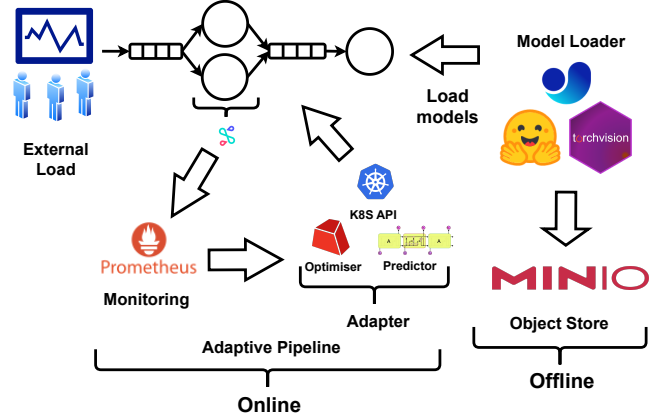 Model Loader
Load
models
torchvision
External
Load
K8S API
Prometheus
Optimiser
Predictor
A
A
MINIO
Monitoring
Adapter
Object Store
Adaptive Pipeline
Online
Offline